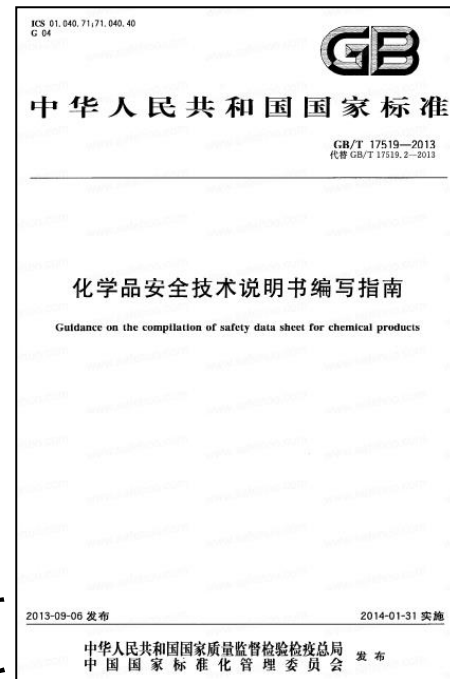 ICS 01.040.71;71.040.40
G 04
GB
中华人民共和国国家标准
GB/T 17519—2013
代替 GB/T 17519.2—2013
化学品安全技术说明书编写指南
Guidance on the compilation of safety data sheet for chemical products
2013-09-06 发布
2014-01-31 实施
中华人民共和国国家质量监督检验检疫总局
中国国家标准化管理委员会
发布